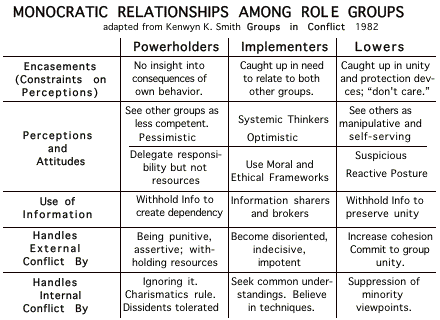 MONOCRATIC RELATIONSHIPS AMONG ROLE GROUPS
adapted from Kenwyn K. Smith Groups in Conflict 1982
Powerholders
Implementers
Lowers
Encasements
(Constraints on
Perceptions)
No insight into
consequences of
own behavior.
Caught up in need
to relate to both
other groups.
Caught up in unity
and protection dev-
ces; "don't care."
Perceptions
and
Attitudes
See other groups as
less competent.
Pessimistic
Delegate responsi-
bility but not
resources
Systemic Thinkers
Optimistic
Use Moral and
Ethical Frameworks
See others as
manipulative and
self-serving
Suspicious
Reactive Posture
Use of
Information
Withhold Info to
create dependency
Information sharers
and brokers
Withhold Info to
preserve unity
Handles
External
Conflict By
Being punitive,
assertive; with-
holding resources
Become disoriented,
indecisive,
impotent
Increase cohesion
Commit to group
unity.
Handles
Internal
Conflict By
Ignoring it.
Charismatics rule.
Dissidents tolerated
Seek common under-
standings. Believe
in techniques.
Suppression of
minority
viewpoints.